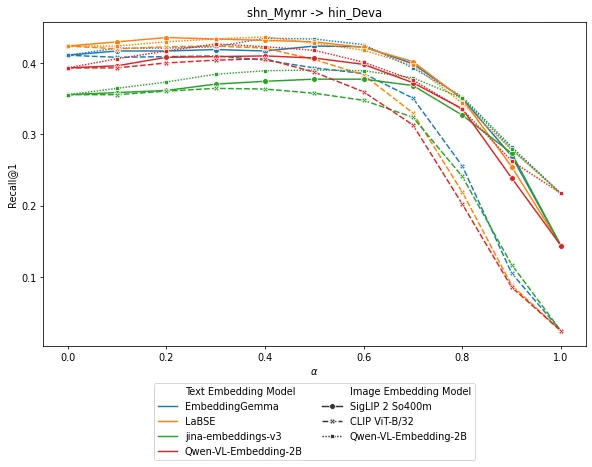 shn_Mymr -> hin_Deva
Recall@1
0.4
0.3
0.2
0.1
0.0 0.2 0.4 0.6 0.8 1.0
α
Text Embedding Model Image Embedding Model
EmbeddingGemma SigLIP 2 So400m
LaBSE CLIP ViT-B/32
jina-embeddings-v3 Qwen-VL-Embedding-2B
Qwen-VL-Embedding-2B